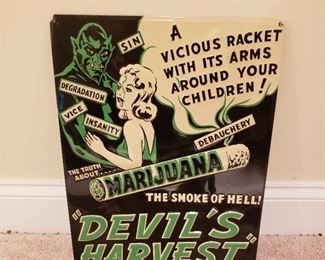 A
VICIOUS RACKET
WITH ITS ARMS
AROUND YOUR
CHILDREN!
SIN
DEGRADATION
VICE
INSANITY
DEBAUCHERY
THE TRUTH
ABOUT.....
MARIJUANA
THE SMOKE OF HELL!
"DEVIL'S
HARVEST"